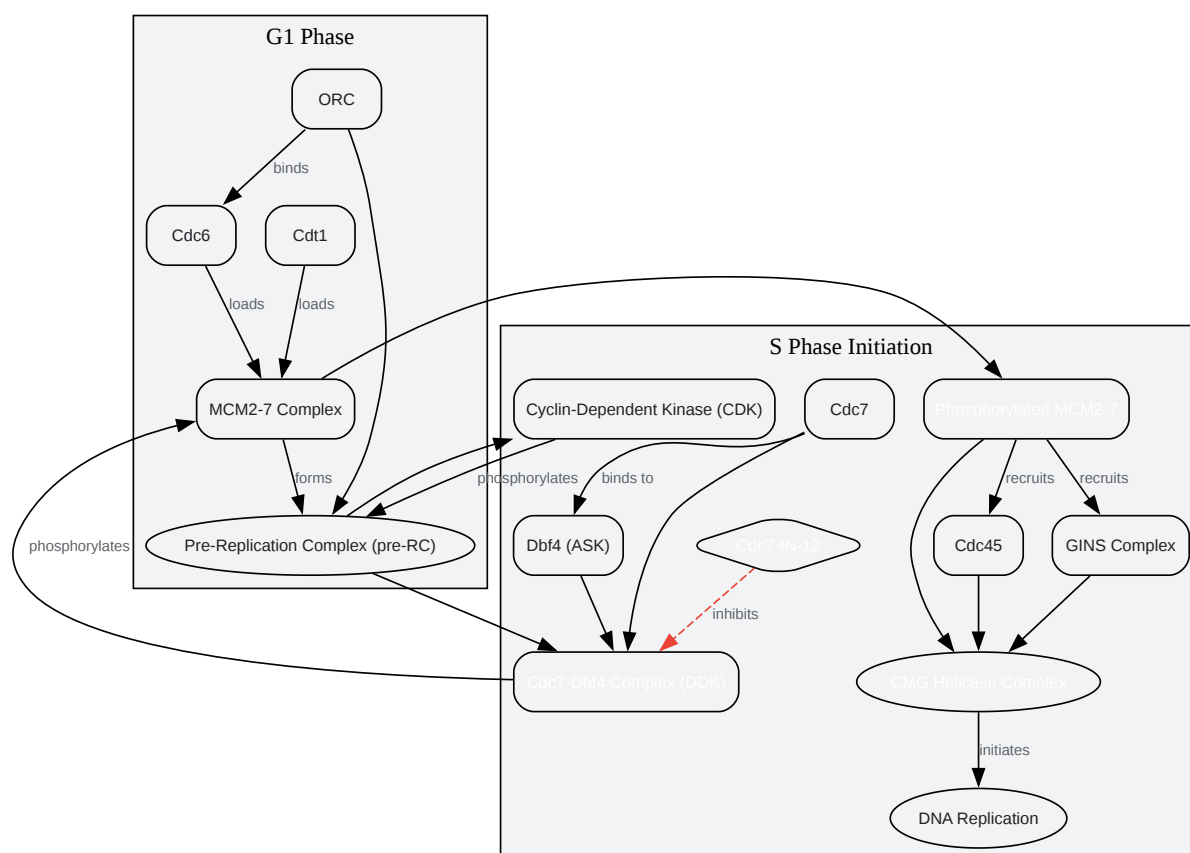 G1 Phase
ORC
binds
Cdc6
Cdt1
loads
loads
S Phase Initiation
MCM2-7 Complex
Cyclin-Dependent Kinase (CDK)
Cdc7
Phosphorylated MCM2-7
forms
phosphorylates
binds to
recruits
recruits
phosphorylates
Pre-Replication Complex (pre-RC)
Dbf4 (ASK)
Cdc7-IN-12
Cdc45
GINS Complex
inhibits
Cdc7-Dbf4 Complex (DDK)
CMG Helicase Complex
initiates
DNA Replication